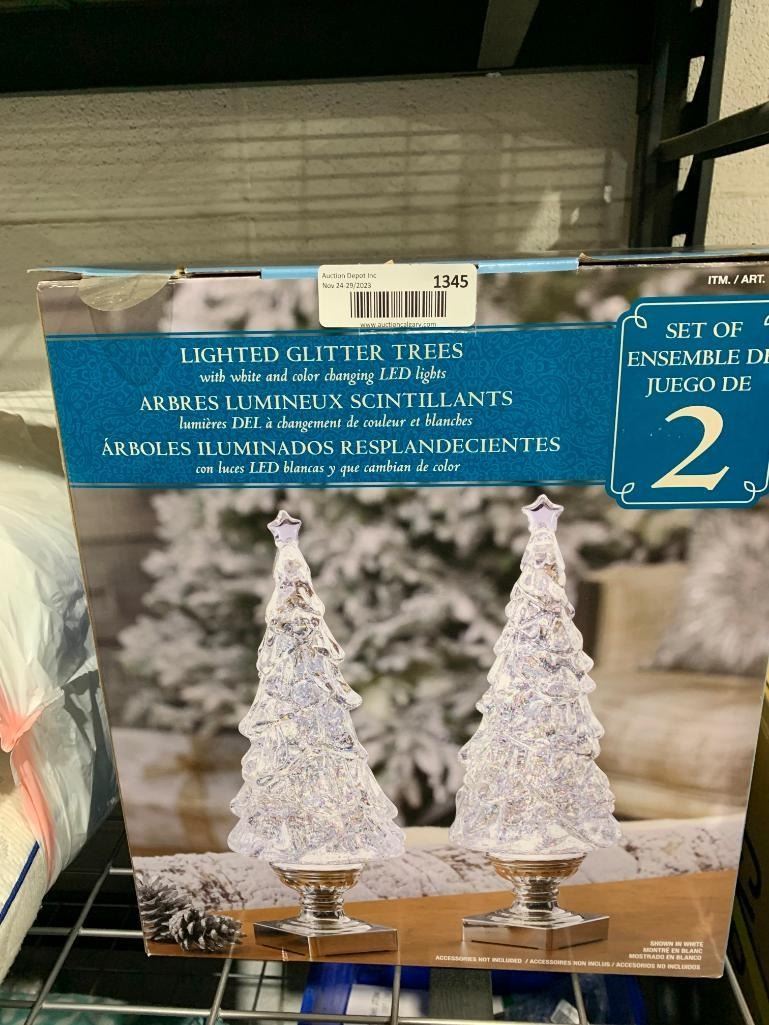 Auction Depot Inc
Nov 24-29/2023
1345
www.auctioncalgary.com
ITM. / ART.
LIGHTED GLITTER TREES
with white and color changing LED lights
ARBRES LUMINEUX SCINTILLANTS
lumières DEL à changement de couleur et blanches
ÁRBOLES ILUMINADOS RESPLANDECIENTES
con luces LED blancas y que cambian de color
SET OF
ENSEMBLE DE
JUEGO DE
2
SHOWN IN WHITE
MONTRÉ EN BLANC
MOSTRADO EN BLANCO
ACCESSORIES NOT INCLUDED / ACCESSOIRES NON INCLUS / ACCESORIOS NO INCLUIDOS